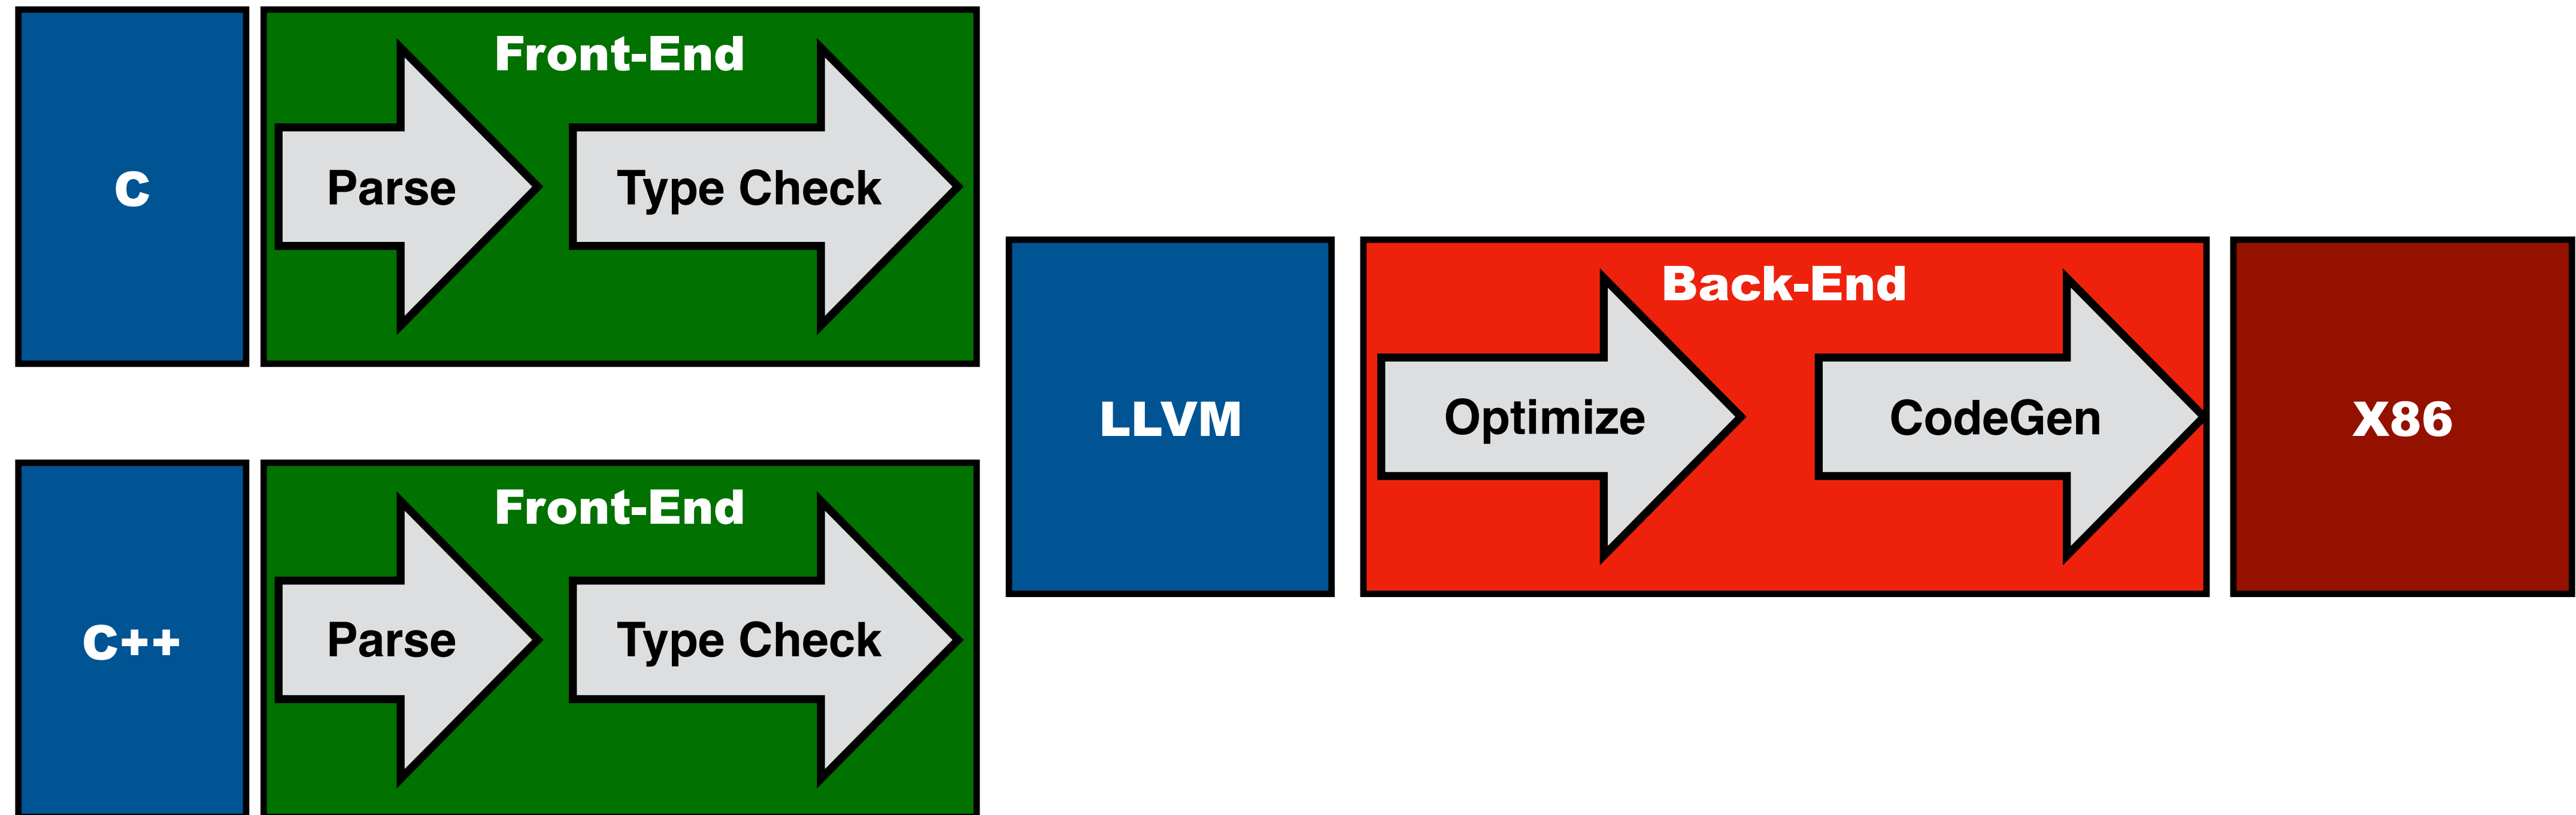 Front-End
C
Parse
Type Check
Front-End
C++
Parse
Type Check
LLVM
Back-End
Optimize
CodeGen
X86